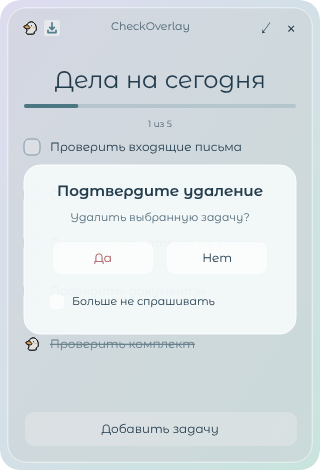 CheckOverlay
Дела на сегодня
1 из 5
Проверить входящие письма
Подтвердите удаление
Удалить выбранную задачу?
Да
Нет
Больше не спрашивать
Проверить комплект
Добавить задачу